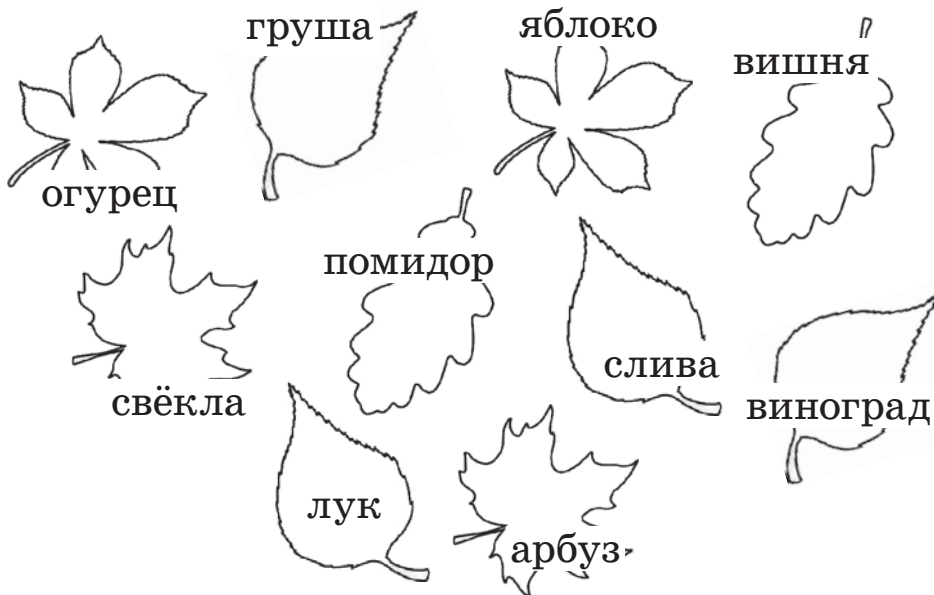 груша
яблоко
вишня
огурец
помидор
слива
свёкла
виноград
лук
арбуз